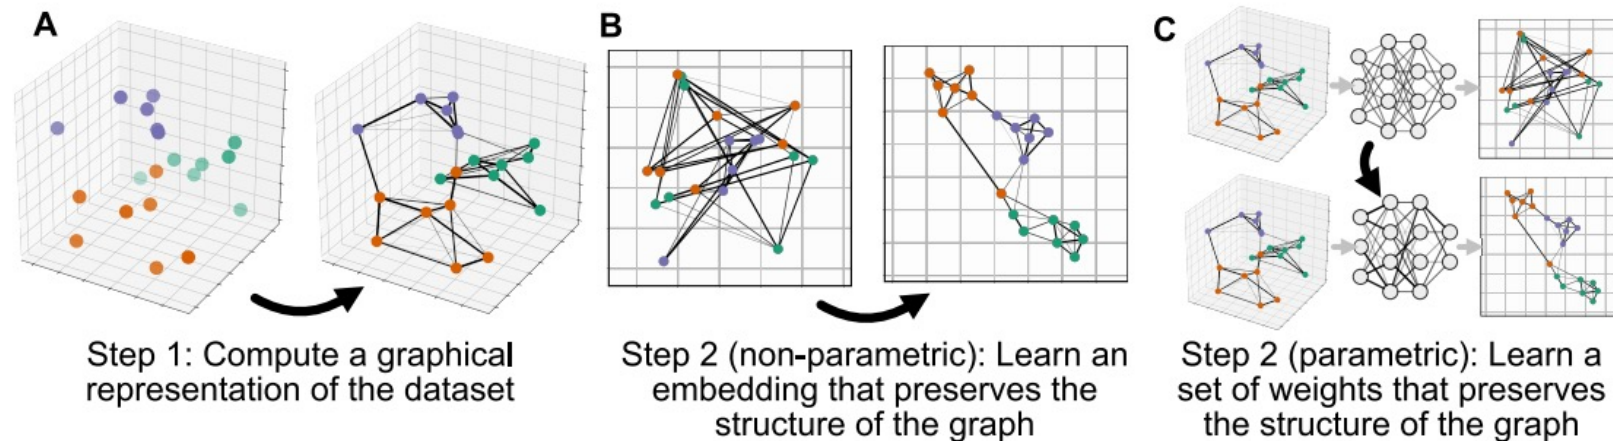 A
B
C
Step 1: Compute a graphical
representation of the dataset
Step 2 (non-parametric): Learn an
embedding that preserves the
structure of the graph
Step 2 (parametric): Learn a
set of weights that preserves
the structure of the graph